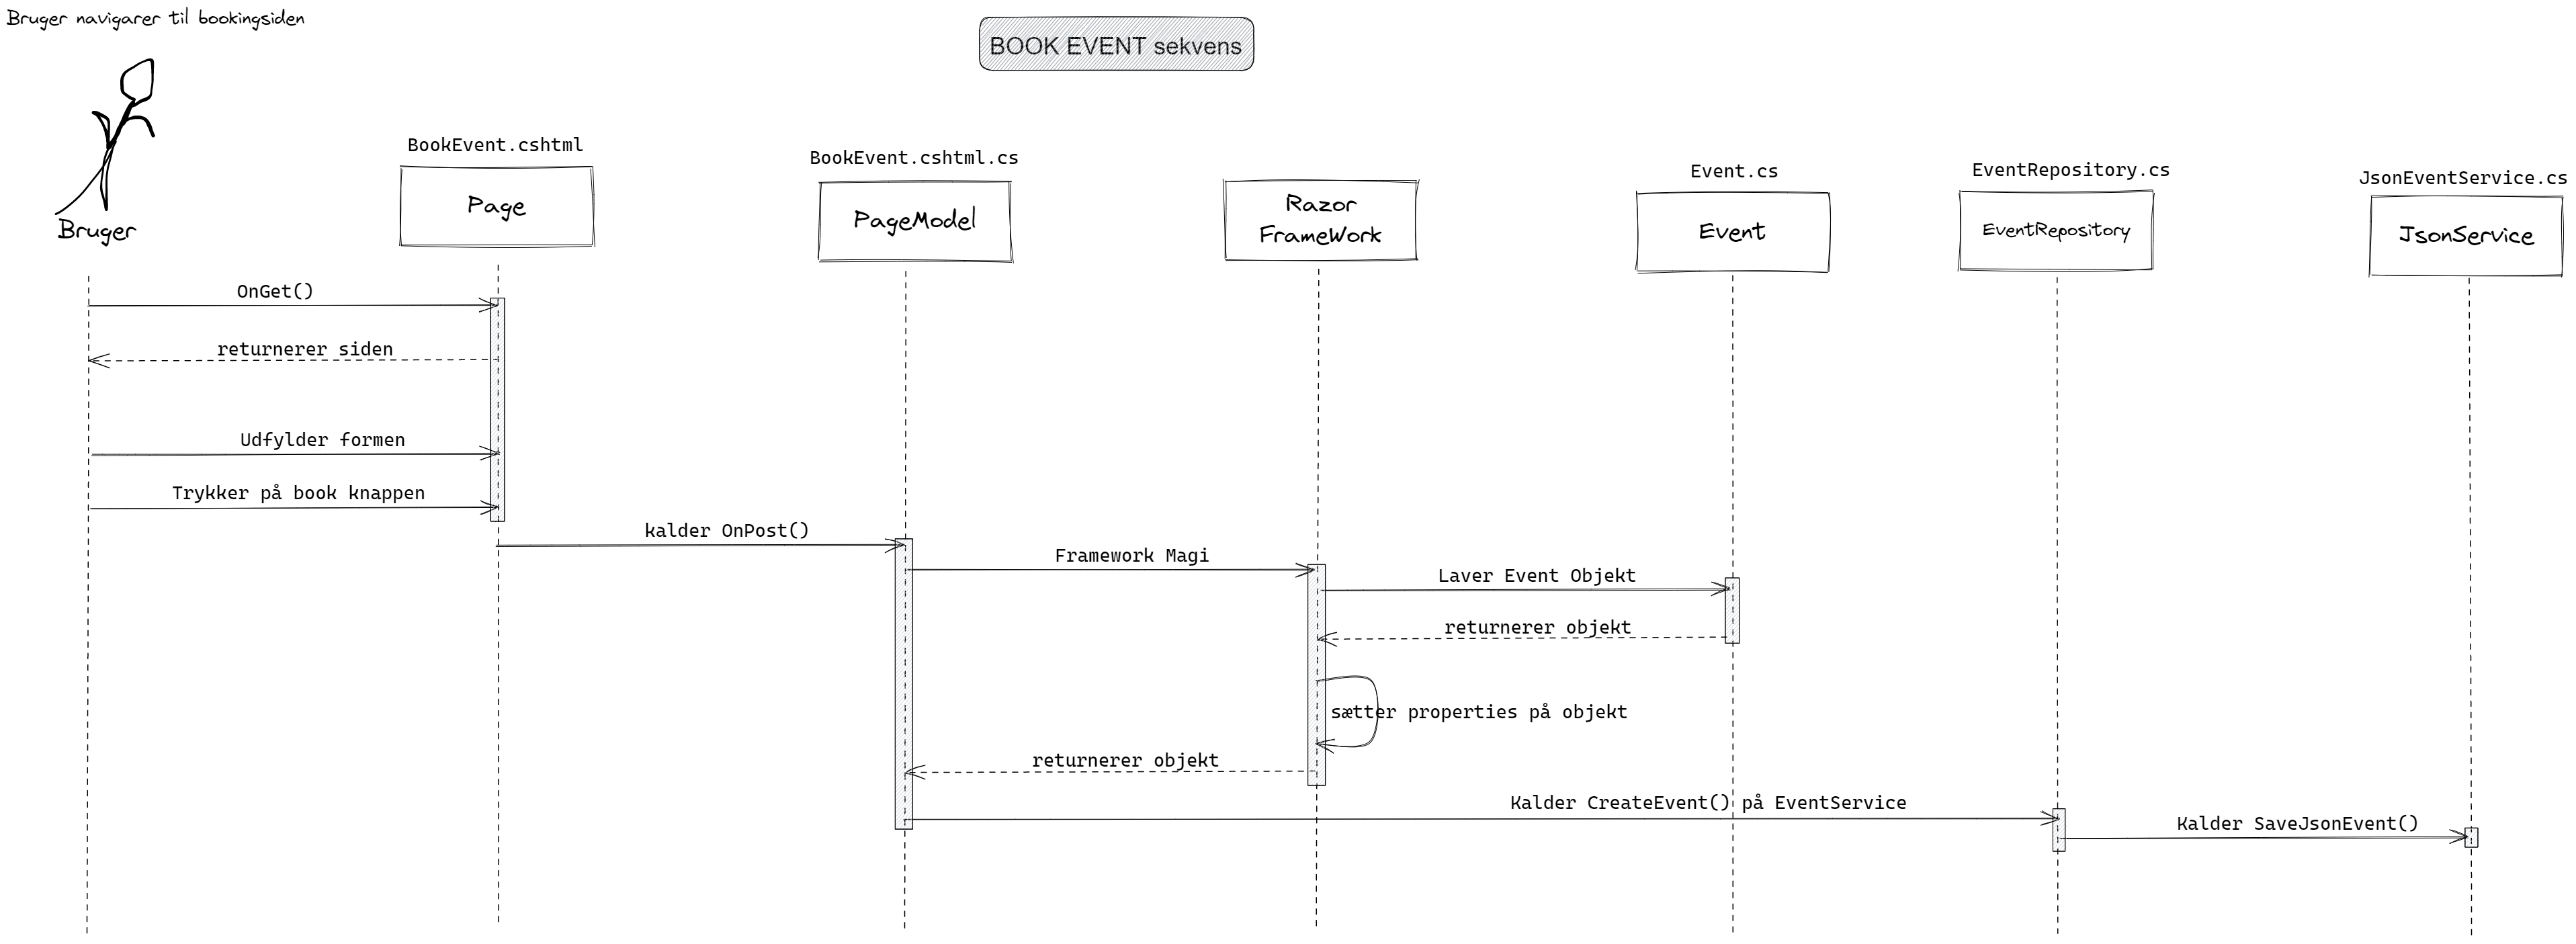 Bruger navigarer til bookingsiden
BOOK EVENT sekvens
Bruger
BookEvent.cshtml
Page
BookEvent.cshtml.cs
PageModel
Razor
FrameWork
Event.cs
Event
EventRepository.cs
EventRepository
JsonEventService.cs
JsonService
OnGet()
returnerer siden
Udfylder formen
Trykker på book knappen
kalder OnPost()
Framework Magi
Laver Event Objekt
returnerer objekt
sætter properties på objekt
returnerer objekt
Kalder CreateEvent() på EventService
Kalder SaveJsonEvent()